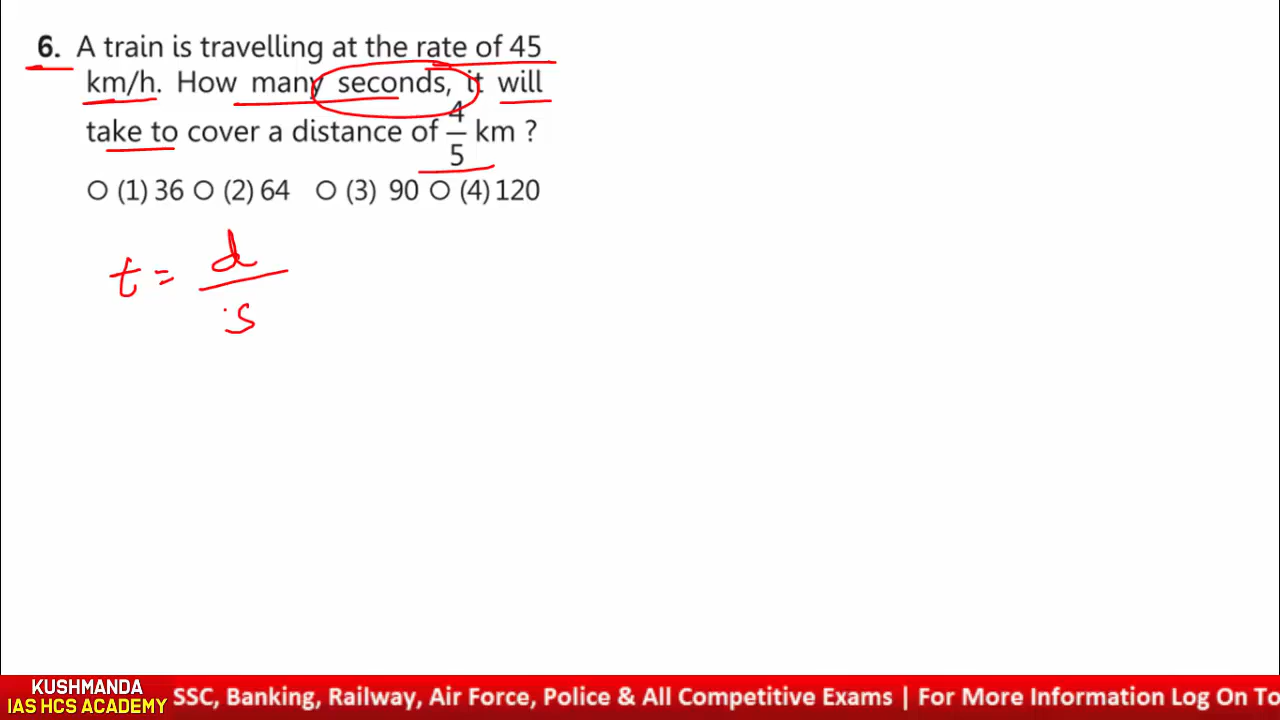 6. A train is travelling at the rate of 45
km/h. How many seconds, it will
take to cover a distance of 4/5 km ?
(1) 36 (2) 64 (3) 90 (4) 120
t = d/s
KUSHMANDA
IAS HCS ACADEMY
SSC, Banking, Railway, Air Force, Police & All Competitive Exams | For More Information Log On To